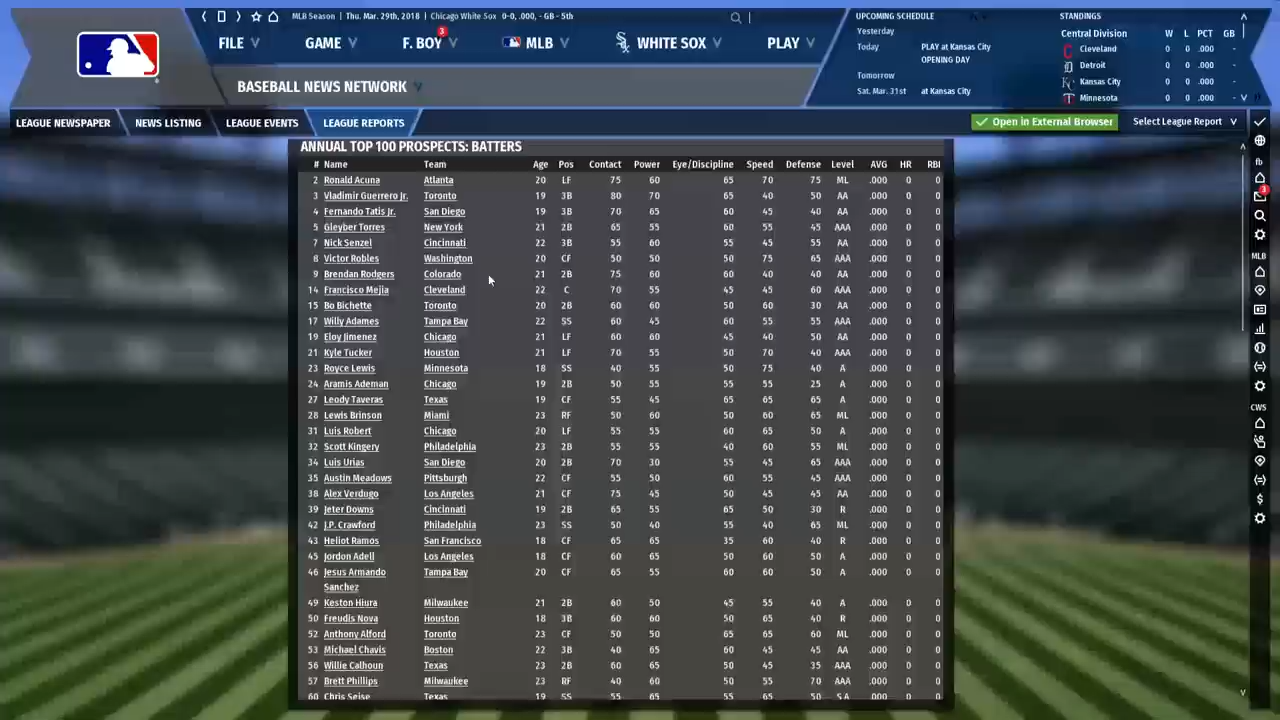 MLB Season | Thu. Mar. 29th, 2018 | Chicago White Sox 0-0, .000, - GB - 5th
FILE GAME F. BOY 3 MLB WHITE SOX PLAY
BASEBALL NEWS NETWORK
UPCOMING SCHEDULE
Yesterday
Today PLAY at Kansas City
OPENING DAY
Tomorrow
Sat. Mar. 31st at Kansas City
STANDINGS
Central Division W L PCT GB
Cleveland 0 0 .000 -
Detroit 0 0 .000 -
Kansas City 0 0 .000 -
Minnesota 0 0 .000 -
LEAGUE NEWSPAPER NEWS LISTING LEAGUE EVENTS LEAGUE REPORTS Open in External Browser Select League Report
ANNUAL TOP 100 PROSPECTS: BATTERS
# Name Team Age Pos Contact Power Eye/Discipline Speed Defense Level AVG HR RBI
2 Ronald Acuna Atlanta 20 LF 75 60 65 70 75 ML .000 0 0
3 Vladimir Guerrero Jr. Toronto 19 3B 80 70 65 40 50 AA .000 0 0
4 Fernando Tatis Jr. San Diego 19 3B 70 65 60 45 40 AA .000 0 0
5 Gleyber Torres New York 21 2B 65 55 60 55 45 AAA .000 0 0
7 Nick Senzel Cincinnati 22 3B 55 60 55 45 55 AA .000 0 0
8 Victor Robles Washington 20 CF 50 50 50 75 65 AAA .000 0 0
9 Brendan Rodgers Colorado 21 2B 75 60 60 40 40 AA .000 0 0
14 Francisco Mejia Cleveland 22 C 70 55 45 45 60 AAA .000 0 0
15 Bo Bichette Toronto 20 2B 60 60 50 60 30 AA .000 0 0
17 Willy Adames Tampa Bay 22 SS 60 45 60 55 55 AAA .000 0 0
19 Eloy Jimenez Chicago 21 LF 60 60 45 40 50 AA .000 0 0
21 Kyle Tucker Houston 21 LF 70 55 50 70 40 AAA .000 0 0
23 Royce Lewis Minnesota 18 SS 40 55 50 75 40 A .000 0 0
24 Aramis Ademan Chicago 19 2B 50 55 55 55 25 A .000 0 0
27 Leody Taveras Texas 19 CF 55 45 65 65 65 A .000 0 0
28 Lewis Brinson Miami 23 RF 50 60 50 60 65 ML .000 0 0
31 Luis Robert Chicago 20 LF 55 55 60 65 50 A .000 0 0
32 Scott Kingery Philadelphia 23 2B 55 55 40 60 55 ML .000 0 0
34 Luis Urias San Diego 20 2B 70 30 55 45 65 AAA .000 0 0
35 Austin Meadows Pittsburgh 22 CF 55 50 60 55 45 AAA .000 0 0
38 Alex Verdugo Los Angeles 21 CF 75 45 50 45 45 AA .000 0 0
39 Jeter Downs Cincinnati 19 2B 65 55 55 50 30 R .000 0 0
42 J.P. Crawford Philadelphia 23 SS 50 40 55 40 65 ML .000 0 0
43 Heliot Ramos San Francisco 18 CF 65 65 35 60 40 R .000 0 0
45 Jordon Adell Los Angeles 18 CF 60 65 50 60 50 A .000 0 0
46 Jesus Armando Tampa Bay 20 CF 65 55 60 60 50 A .000 0 0
Sanchez
49 Keston Hiura Milwaukee 21 2B 60 50 45 55 40 A .000 0 0
50 Freudis Nova Houston 18 3B 60 60 50 65 40 R .000 0 0
52 Anthony Alford Toronto 23 CF 50 50 65 65 60 ML .000 0 0
53 Michael Chavis Boston 22 3B 40 65 60 45 45 AA .000 0 0
56 Willie Calhoun Texas 23 2B 60 65 50 45 35 AAA .000 0 0
57 Brett Phillips Milwaukee 23 RF 40 60 50 55 70 AAA .000 0 0
60 Chris Seise Texas 19 SS 55 65 55 65 50 S A .000 0 0
fb
3
MLB
CWS